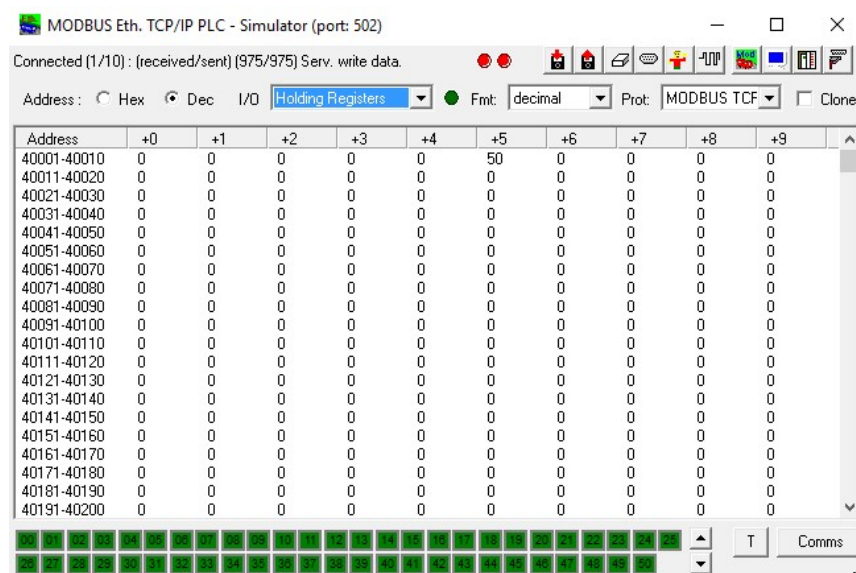 MODBUS Eth. TCP/IP PLC - Simulator (port: 502)
Connected (1/10) : (received/sent) (975/975) Serv. write data.
Address : Hex Dec I/O Holding Registers Fmt: decimal Prot: MODBUS TCP Clone
Address +0 +1 +2 +3 +4 +5 +6 +7 +8 +9
40001-40010 0 0 0 0 0 50 0 0 0 0
40011-40020 0 0 0 0 0 0 0 0 0 0
40021-40030 0 0 0 0 0 0 0 0 0 0
40031-40040 0 0 0 0 0 0 0 0 0 0
40041-40050 0 0 0 0 0 0 0 0 0 0
40051-40060 0 0 0 0 0 0 0 0 0 0
40061-40070 0 0 0 0 0 0 0 0 0 0
40071-40080 0 0 0 0 0 0 0 0 0 0
40081-40090 0 0 0 0 0 0 0 0 0 0
40091-40100 0 0 0 0 0 0 0 0 0 0
40101-40110 0 0 0 0 0 0 0 0 0 0
40111-40120 0 0 0 0 0 0 0 0 0 0
40121-40130 0 0 0 0 0 0 0 0 0 0
40131-40140 0 0 0 0 0 0 0 0 0 0
40141-40150 0 0 0 0 0 0 0 0 0 0
40151-40160 0 0 0 0 0 0 0 0 0 0
40161-40170 0 0 0 0 0 0 0 0 0 0
40171-40180 0 0 0 0 0 0 0 0 0 0
40181-40190 0 0 0 0 0 0 0 0 0 0
40191-40200 0 0 0 0 0 0 0 0 0 0
00 01 02 03 04 05 06 07 08 09 10 11 12 13 14 15 16 17 18 19 20 21 22 23 24 25 T Comms
26 27 28 29 30 31 32 33 34 35 36 37 38 39 40 41 42 43 44 45 46 47 48 49 50